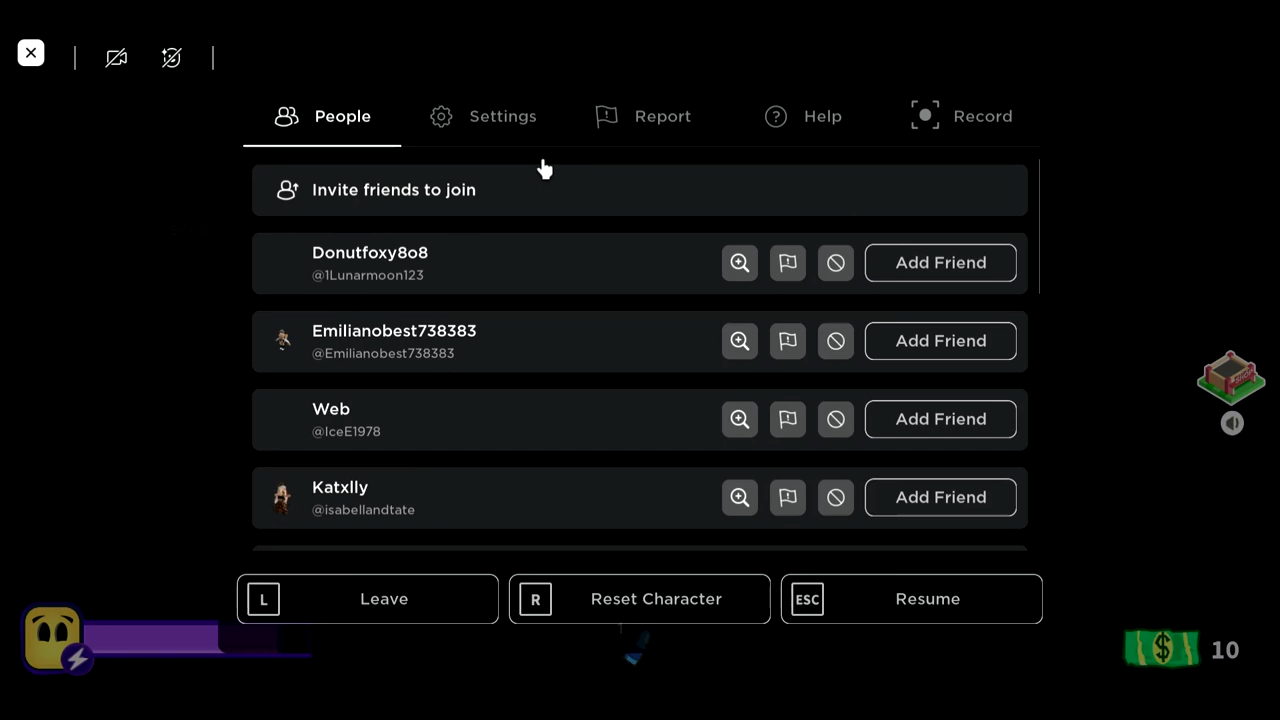 People
Settings
Report
Help
Record
Invite friends to join
Donutfoxy8o8
@1Lunarmoon123
Add Friend
Emilianobest738383
@Emilianobest738383
Add Friend
Web
@IceE1978
Add Friend
Katxlly
@isabellandtate
Add Friend
L Leave
R Reset Character
ESC Resume
SHOP
$ 10